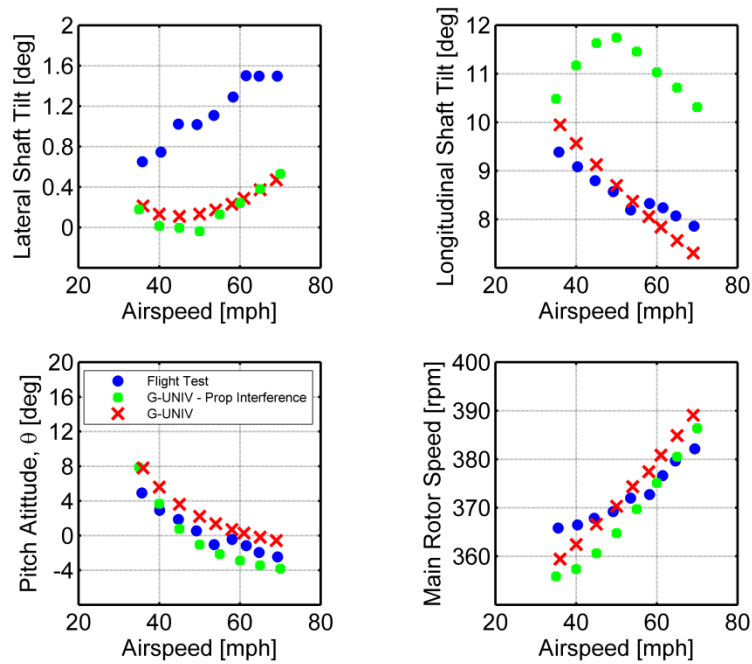 2
1.6
1.2
0.8
0.4
0
Lateral Shaft Tilt [deg]
20 40 60 80
Airspeed [mph]
12
11
10
9
8
Longitudinal Shaft Tilt [deg]
20 40 60 80
Airspeed [mph]
20
16
12
8
4
0
-4
Pitch Atitude, θ [deg]
Flight Test
G-UNIV - Prop Interference
G-UNIV
20 40 60 80
Airspeed [mph]
400
390
380
370
360
Main Rotor Speed [rpm]
20 40 60 80
Airspeed [mph]